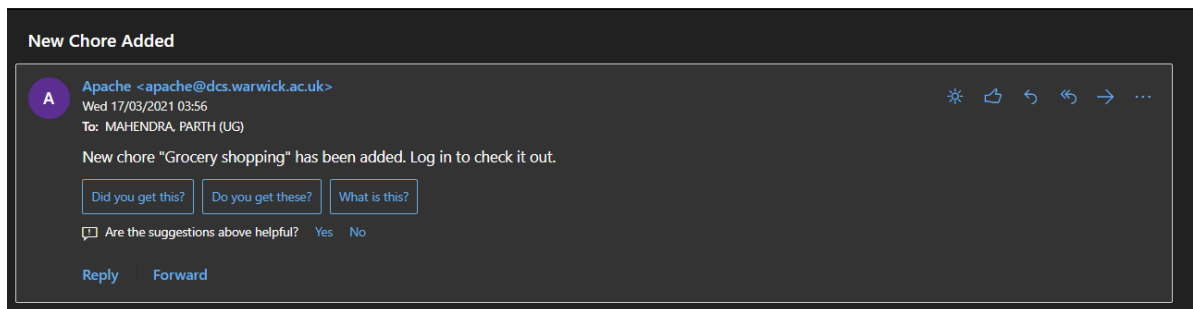 New Chore Added
A
Apache <apache@dcs.warwick.ac.uk>
Wed 17/03/2021 03:56
To: MAHENDRA, PARTH (UG)
New chore "Grocery shopping" has been added. Log in to check it out.
Did you get this? Do you get these? What is this?
Are the suggestions above helpful? Yes No
Reply Forward